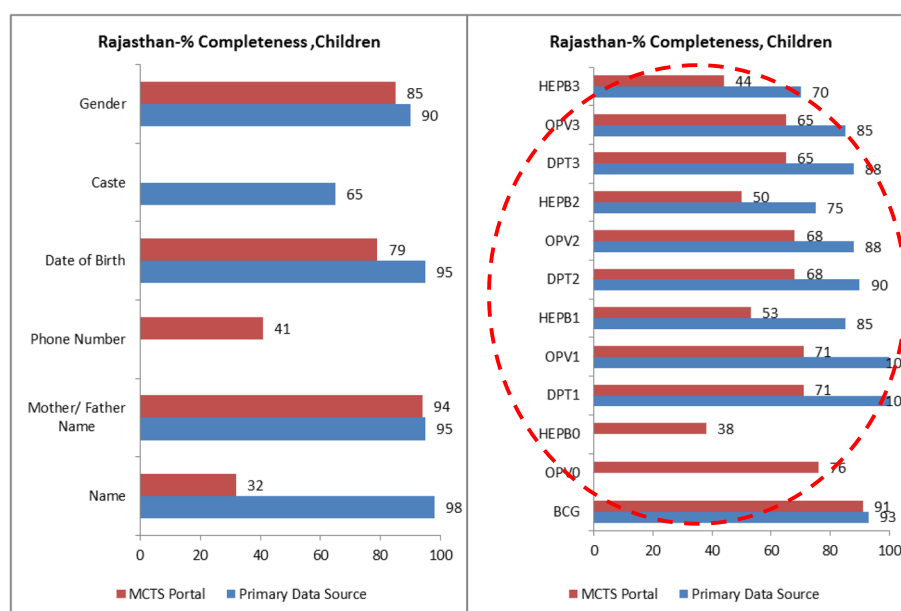 Rajasthan-% Completeness ,Children
Gender
85
90
Caste
65
Date of Birth
79
95
Phone Number
41
Mother/ Father
Name
94
95
Name
32
98
0 20 40 60 80 100
MCTS Portal Primary Data Source
Rajasthan-% Completeness, Children
HEPB3
44
70
OPV3
65
85
DPT3
65
88
HEPB2
50
75
OPV2
68
88
DPT2
68
90
HEPB1
53
85
OPV1
71
10
DPT1
71
10
HEPB0
38
OPV0
76
BCG
91
93
0 20 40 60 80 100
MCTS Portal Primary Data Source